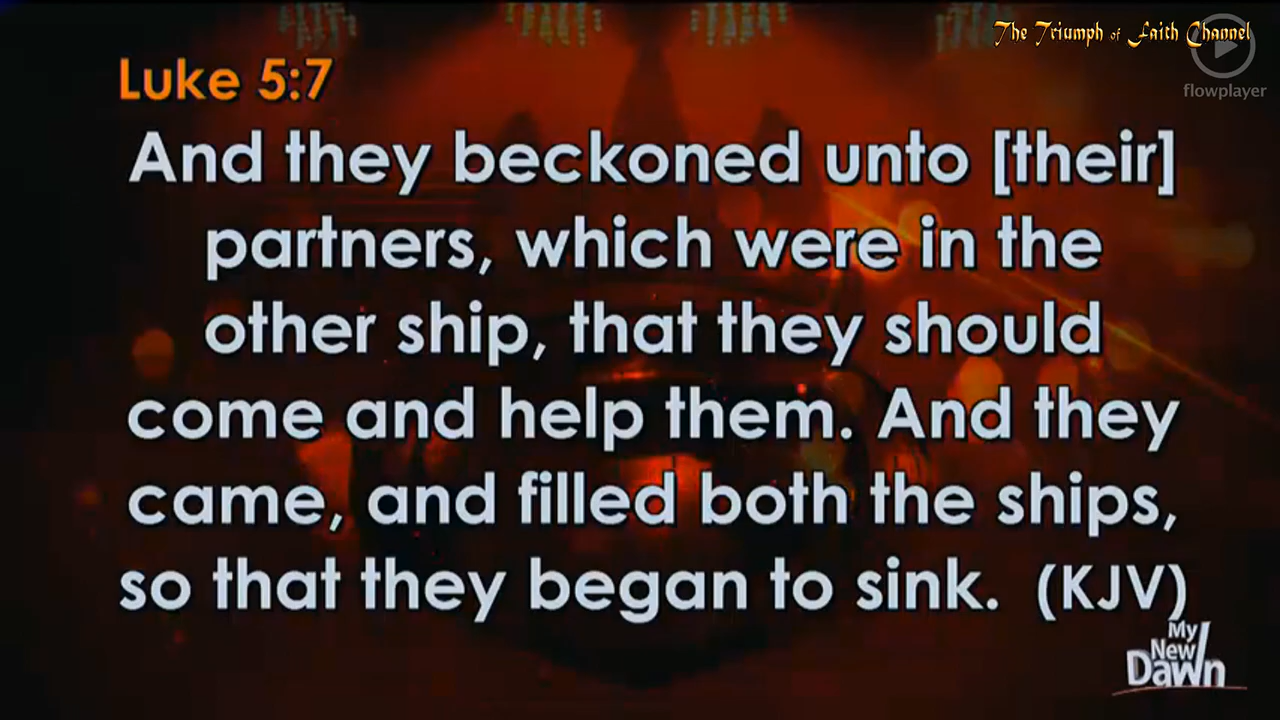 The Triumph of Faith Channel
flowplayer
Luke 5:7
And they beckoned unto [their]
partners, which were in the
other ship, that they should
come and help them. And they
came, and filled both the ships,
so that they began to sink. (KJV)
My
New
Dawn